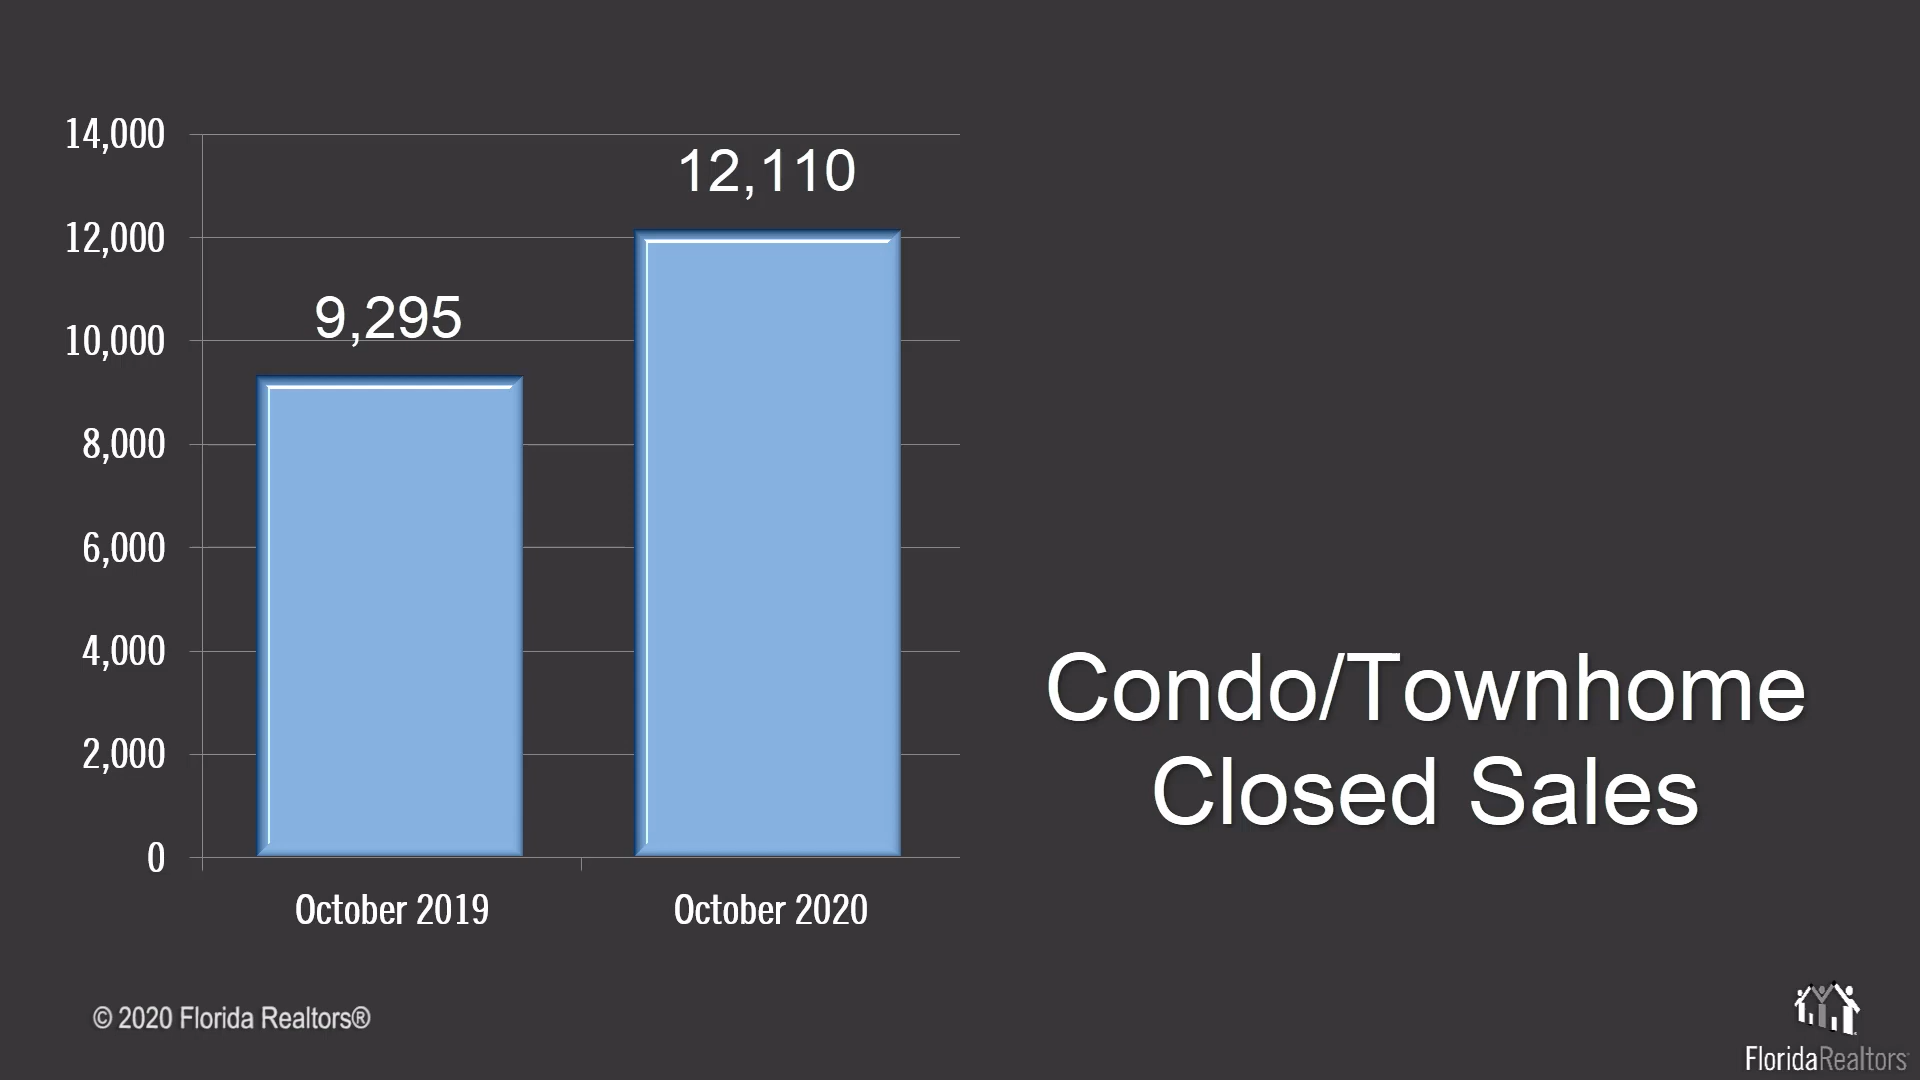 14,000
12,000
10,000
8,000
6,000
4,000
2,000
0
9,295
12,110
October 2019
October 2020
Condo/Townhome
Closed Sales
© 2020 Florida Realtors®
FloridaRealtors